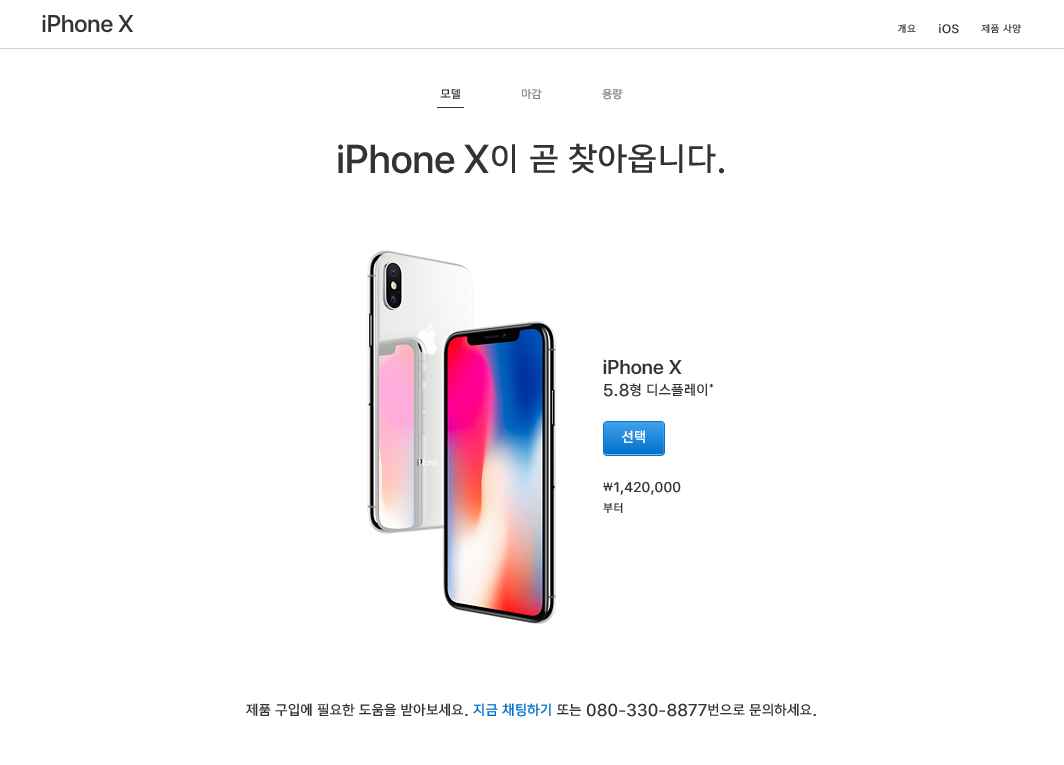 iPhone X
개요 iOS 제품 사양
모델 마감 용량
iPhone X이 곧 찾아옵니다.
iPhone
iPhone X
5.8형 디스플레이*
선택
₩1,420,000
부터
제품 구입에 필요한 도움을 받아보세요. 지금 채팅하기 또는 080-330-8877번으로 문의하세요.